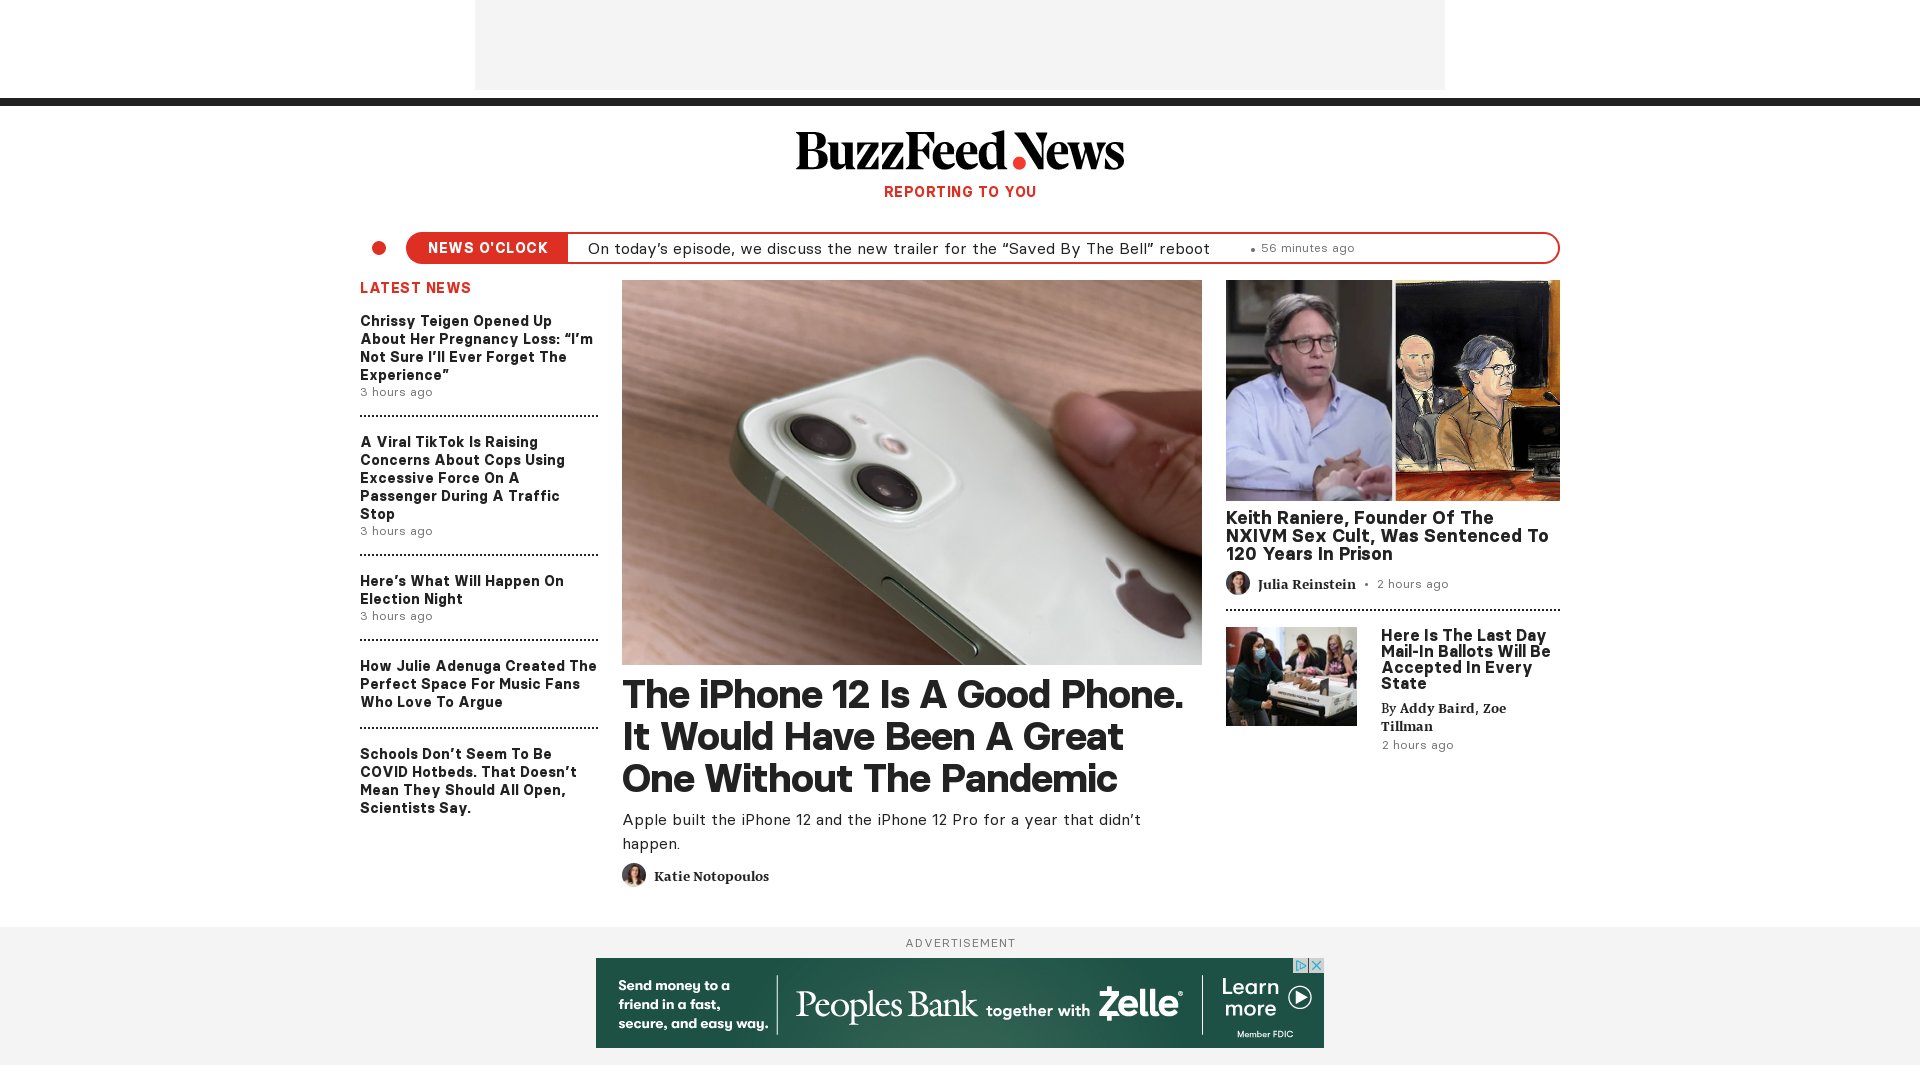 BuzzFeed News
REPORTING TO YOU
NEWS O'CLOCK
On today’s episode, we discuss the new trailer for the “Saved By The Bell” reboot
• 56 minutes ago
LATEST NEWS
Chrissy Teigen Opened Up
About Her Pregnancy Loss: “I’m
Not Sure I’ll Ever Forget The
Experience”
3 hours ago
A Viral TikTok Is Raising
Concerns About Cops Using
Excessive Force On A
Passenger During A Traffic
Stop
3 hours ago
Here’s What Will Happen On
Election Night
3 hours ago
How Julie Adenuga Created The
Perfect Space For Music Fans
Who Love To Argue
Schools Don’t Seem To Be
COVID Hotbeds. That Doesn’t
Mean They Should All Open,
Scientists Say.
The iPhone 12 Is A Good Phone.
It Would Have Been A Great
One Without The Pandemic
Apple built the iPhone 12 and the iPhone 12 Pro for a year that didn’t
happen.
Katie Notopoulos
Keith Raniere, Founder Of The
NXIVM Sex Cult, Was Sentenced To
120 Years In Prison
Julia Reinstein • 2 hours ago
Here Is The Last Day
Mail-In Ballots Will Be
Accepted In Every
State
By Addy Baird, Zoe
Tillman
2 hours ago
ADVERTISEMENT
Send money to a
friend in a fast,
secure, and easy way.
Peoples Bank together with Zelle®
Learn
more
Member FDIC